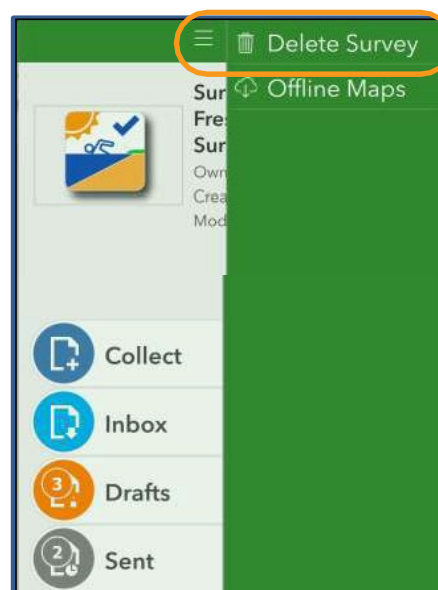 Delete Survey
Offline Maps
Sur
Fre
Sur
Own
Crea
Mod
Collect
Inbox
3
Drafts
2
Sent